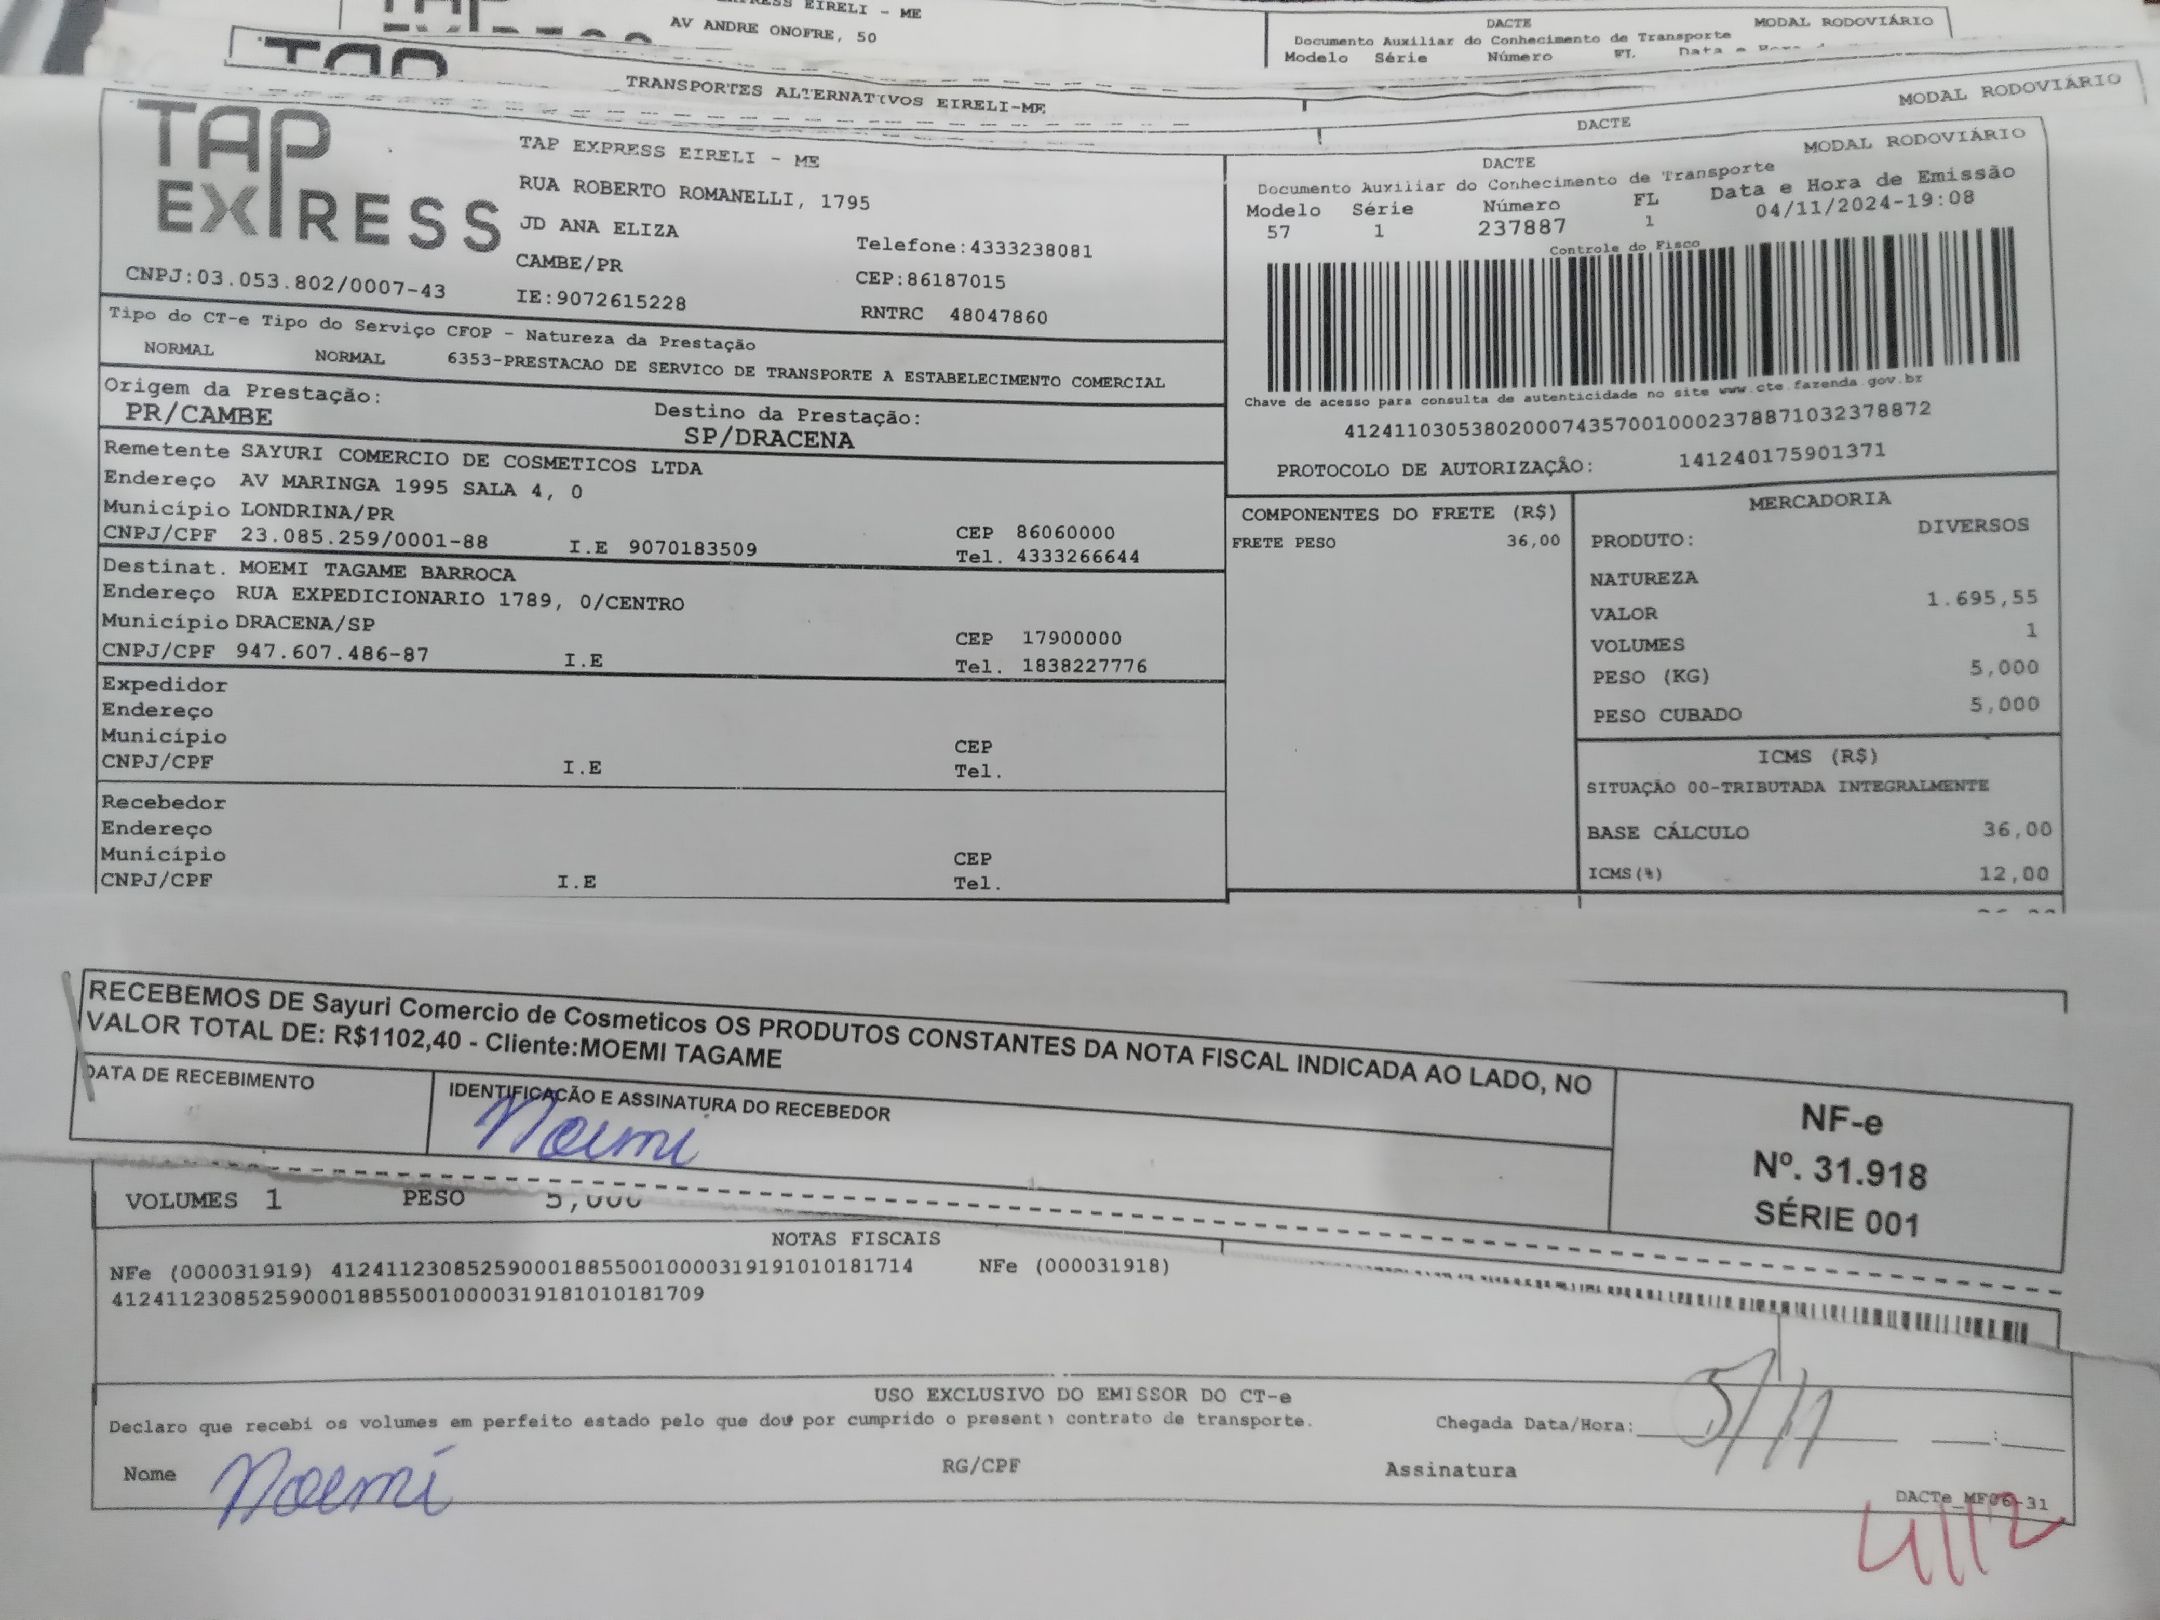 EIRELI - ME
AV ANDRE ONOFRE, 50
DACTE
MODAL RODOVIÁRIO
Documento Auxiliar do Conhecimento de Transporte
Modelo Série Número FL
TRANSPORTES ALTERNATIVOS EIRELI-ME
MODAL RODOVIÁRIO
DACTE
TAP EXPRESS
TAP EXPRESS EIRELI - ME
RUA ROBERTO ROMANELLI, 1795
JD ANA ELIZA
Telefone:4333238081
CAMBE/PR
CEP:86187015
CNPJ:03.053.802/0007-43
IE:9072615228
RNTRC 48047860
MODAL RODOVIÁRIO
DACTE
Documento Auxiliar do Conhecimento de Transporte
Modelo Série Número FL Data e Hora de Emissão
57 1 237887 1 04/11/2024-19:08
Controle do Fisco
Chave de acesso para consulta de autenticidade no site www.cte.fazenda.gov.br
41241103053802000743570010002378871032378872
PROTOCOLO DE AUTORIZAÇÃO: 141240175901371
Tipo do CT-e Tipo do Serviço CFOP - Natureza da Prestação
NORMAL NORMAL 6353-PRESTACAO DE SERVICO DE TRANSPORTE A ESTABELECIMENTO COMERCIAL
Origem da Prestação: Destino da Prestação:
PR/CAMBE SP/DRACENA
Remetente SAYURI COMERCIO DE COSMETICOS LTDA
Endereço AV MARINGA 1995 SALA 4, 0
Município LONDRINA/PR CEP 86060000
CNPJ/CPF 23.085.259/0001-88 I.E 9070183509 Tel. 4333266644
Destinat. MOEMI TAGAME BARROCA
Endereço RUA EXPEDICIONARIO 1789, 0/CENTRO
Município DRACENA/SP CEP 17900000
CNPJ/CPF 947.607.486-87 I.E Tel. 1838227776
Expedidor
Endereço
Município CEP
CNPJ/CPF I.E Tel.
Recebedor
Endereço
Município CEP
CNPJ/CPF I.E Tel.
COMPONENTES DO FRETE (R$)
FRETE PESO 36,00
MERCADORIA
PRODUTO: DIVERSOS
NATUREZA
VALOR 1.695,55
VOLUMES 1
PESO (KG) 5,000
PESO CUBADO 5,000
ICMS (R$)
SITUAÇÃO 00-TRIBUTADA INTEGRALMENTE
BASE CÁLCULO 36,00
ICMS(%) 12,00
RECEBEMOS DE Sayuri Comercio de Cosmeticos OS PRODUTOS CONSTANTES DA NOTA FISCAL INDICADA AO LADO, NO
VALOR TOTAL DE: R$1102,40 - Cliente:MOEMI TAGAME
DATA DE RECEBIMENTO
IDENTIFICAÇÃO E ASSINATURA DO RECEBEDOR
Noemi
NF-e
Nº. 31.918
SÉRIE 001
VOLUMES 1 PESO 5,000
NOTAS FISCAIS
NFe (000031919) 41241123085259000188550010000319191010181714 NFe (000031918)
41241123085259000188550010000319181010181709
USO EXCLUSIVO DO EMISSOR DO CT-e
Declaro que recebi os volumes em perfeito estado pelo que dou por cumprido o presente contrato de transporte.
Chegada Data/Hora: 5/11 :
Nome Noemi RG/CPF Assinatura
DACTe_MF06-31
4/12